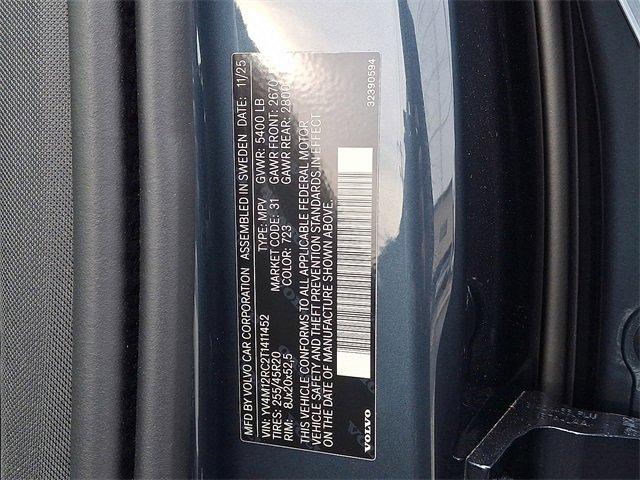 MFD BY VOLVO CAR CORPORATION ASSEMBLED IN SWEDEN DATE: 11/25
VIN: YV4M12RC2T1411452 TYPE: MPV GVWR: 5400 LB
TIRES: 255/45R20 MARKET CODE: 31 GAWR FRONT: 2670
RIM: 8Jx20x52,5 COLOR: 723 GAWR REAR: 2800
THIS VEHICLE CONFORMS TO ALL APPLICABLE FEDERAL MOTOR
VEHICLE SAFETY AND THEFT PREVENTION STANDARDS IN EFFECT
ON THE DATE OF MANUFACTURE SHOWN ABOVE.
VOLVO 32390594